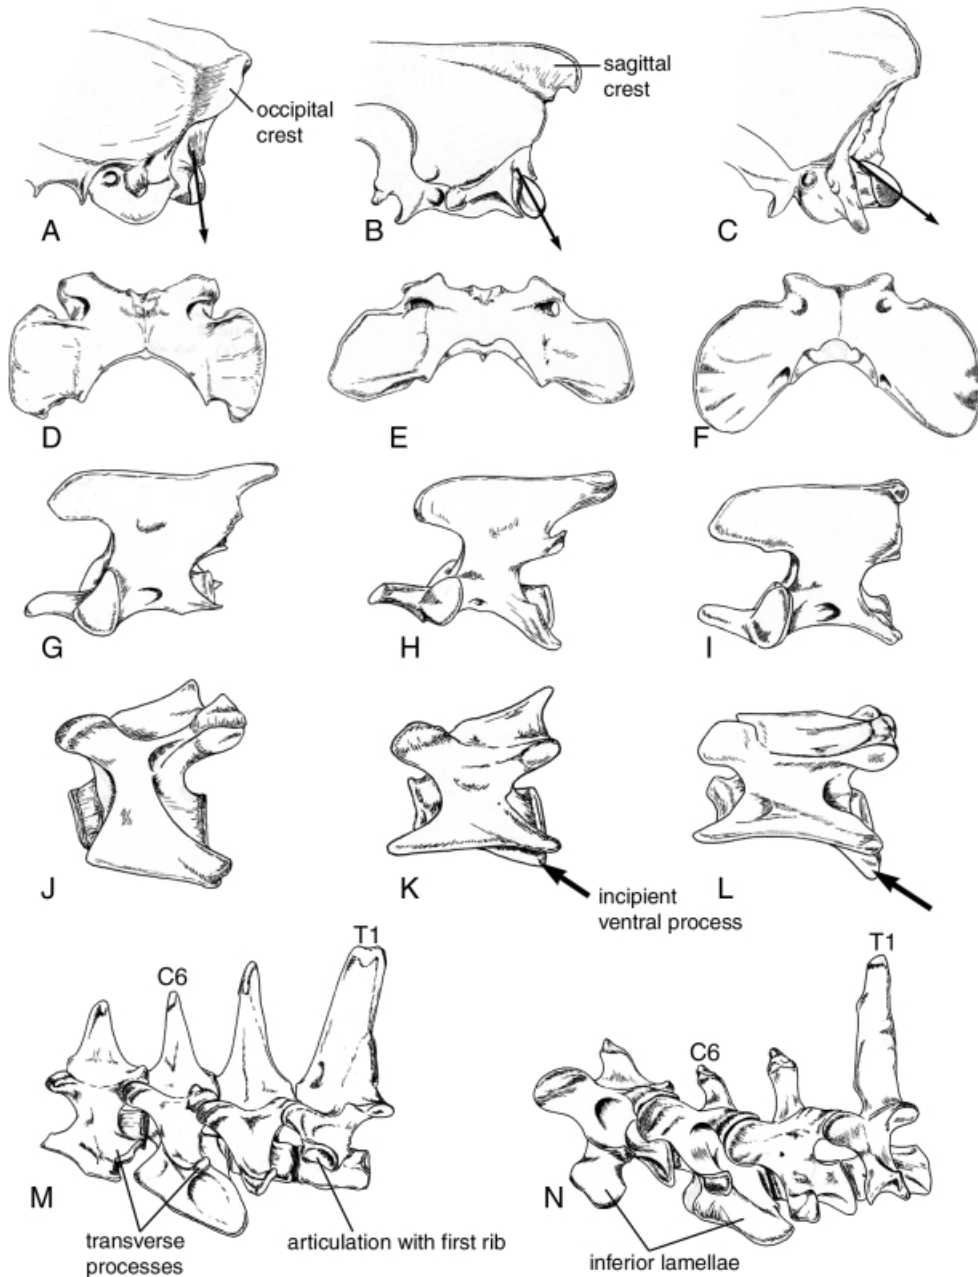 occipital
crest
sagittal
crest
A
B
C
D
E
F
G
H
I
J
K
L
incipient
ventral process
T1
C6
T1
C6
M
N
transverse
processes
articulation with first rib
inferior lamellae